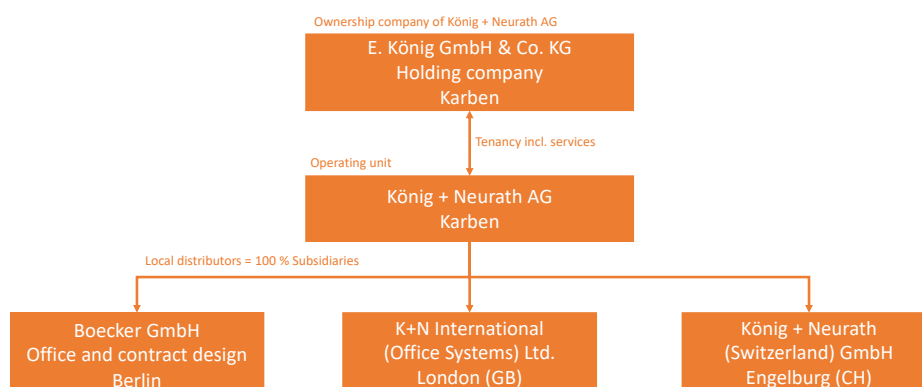 Ownership company of König + Neurath AG
E. König GmbH & Co. KG
Holding company
Karben
Tenancy incl. services
Operating unit
König + Neurath AG
Karben
Local distributors = 100 % Subsidiaries
Boecker GmbH
Office and contract design
Berlin
K+N International
(Office Systems) Ltd.
London (GB)
König + Neurath
(Switzerland) GmbH
Engelburg (CH)